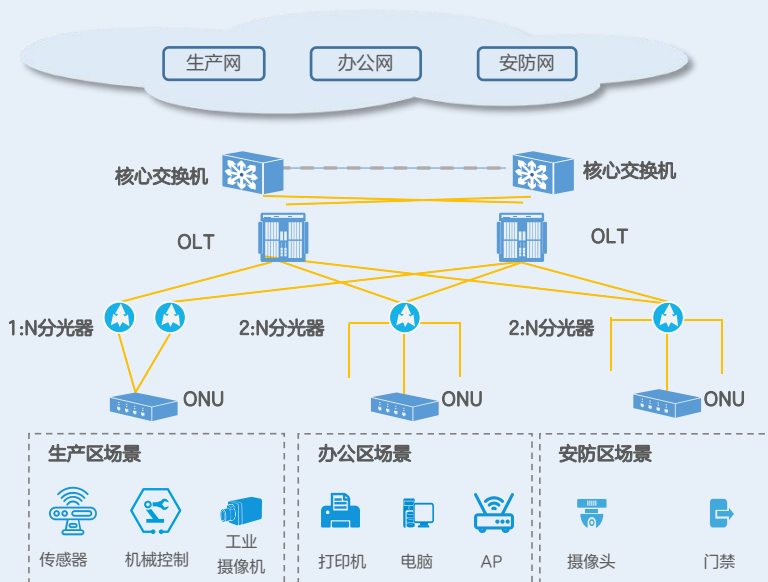 生产网
办公网
安防网
核心交换机
核心交换机
OLT
OLT
1:N分光器
2:N分光器
2:N分光器
ONU
ONU
ONU
生产区场景
办公区场景
安防区场景
传感器
机械控制
工业
摄像机
打印机
电脑
AP
摄像头
门禁